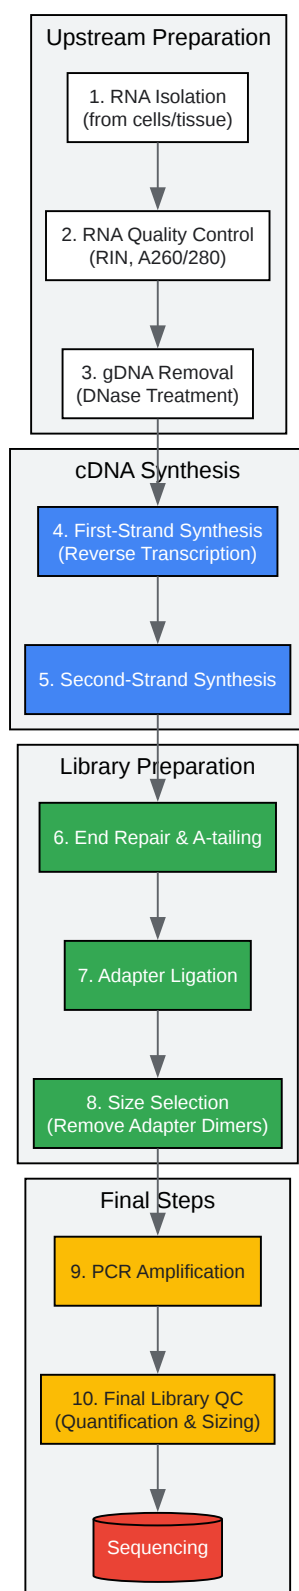 Upstream Preparation
1. RNA Isolation
(from cells/tissue)
2. RNA Quality Control
(RIN, A260/280)
3. gDNA Removal
(DNase Treatment)
cDNA Synthesis
4. First-Strand Synthesis
(Reverse Transcription)
5. Second-Strand Synthesis
Library Preparation
6. End Repair & A-tailing
7. Adapter Ligation
8. Size Selection
(Remove Adapter Dimers)
Final Steps
9. PCR Amplification
10. Final Library QC
(Quantification & Sizing)
Sequencing